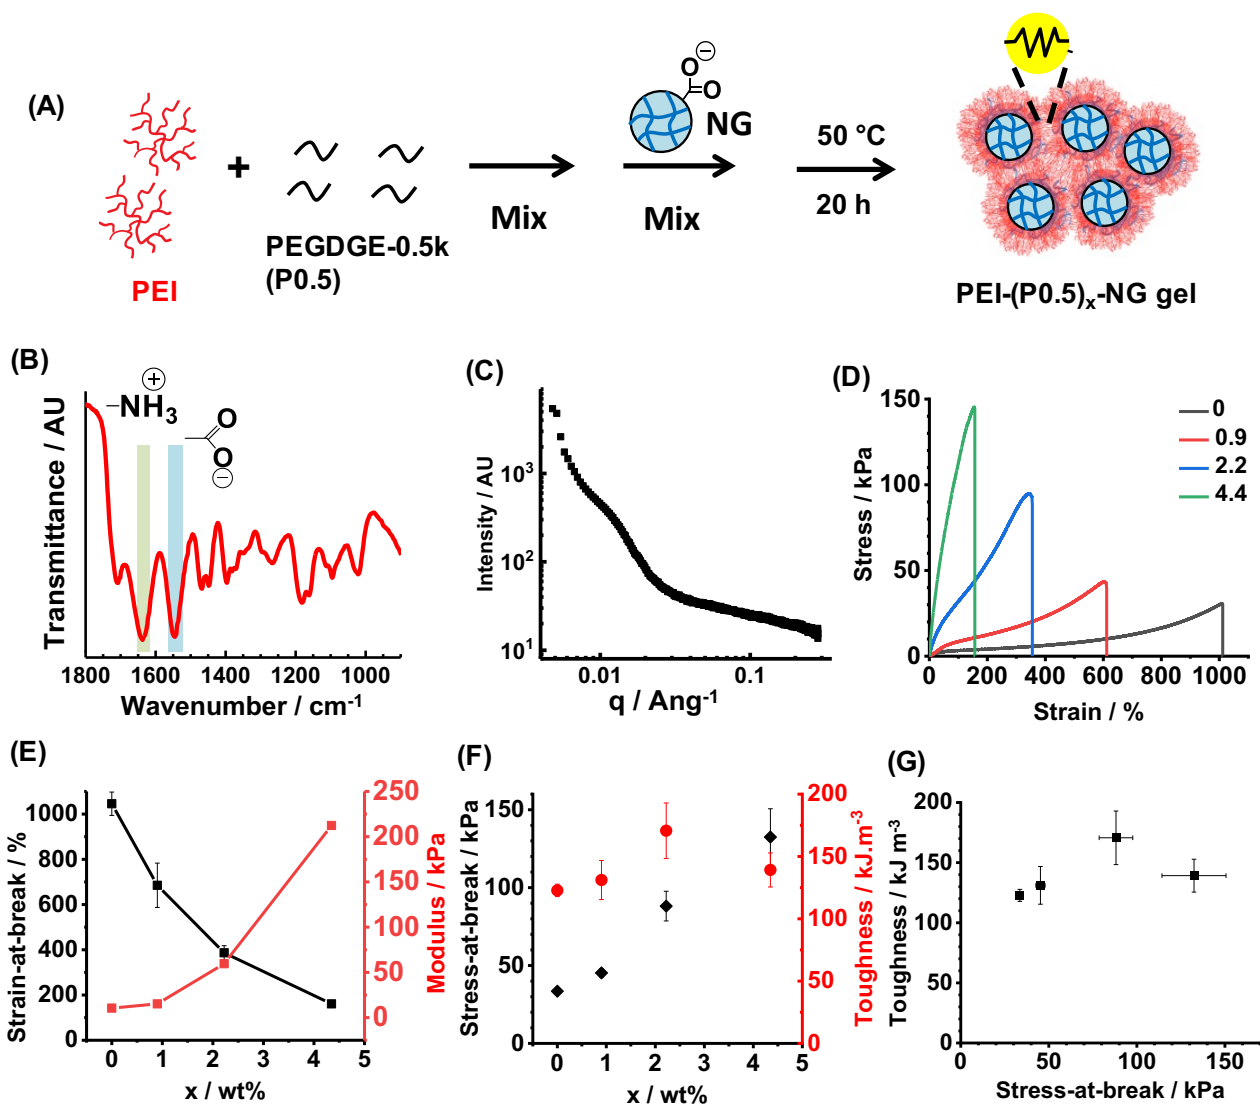 (A)
PEI
+
PEGDGE-0.5k
(P0.5)
Mix
O
O
NG
Mix
50 °C
20 h
PEI-(P0.5)x-NG gel
(B)
NH3
+
O
O
Transmittance / AU
1800 1600 1400 1200 1000
Wavenumber / cm-1
(C)
Intensity / AU
10^3
10^2
10^1
0.01 0.1
q / Ang-1
(D)
Stress / kPa
150
100
50
0
0 200 400 600 800 1000
Strain / %
0
0.9
2.2
4.4
(E)
Strain-at-break / %
1000
800
600
400
200
0
0 1 2 3 4 5
x / wt%
250
200
150
100
50
0
Modulus / kPa
(F)
Stress-at-break / kPa
150
100
50
0
0 1 2 3 4 5
x / wt%
200
150
100
50
0
Toughness / kJ.m-3
(G)
Toughness / kJ m-3
200
150
100
50
0
0 50 100 150
Stress-at-break / kPa